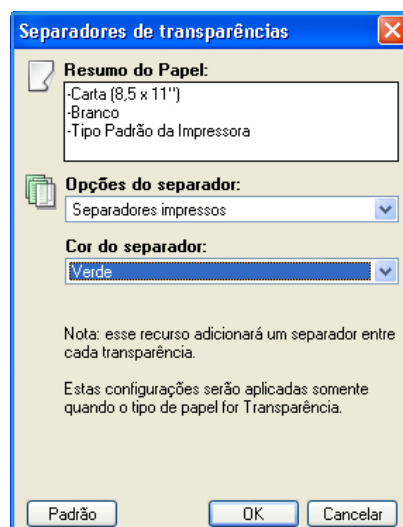 Separadores de transparências
Resumo do Papel:
-Carta (8,5 x 11")
-Branco
-Tipo Padrão da Impressora
Opções do separador:
Separadores impressos
Cor do separador:
Verde
Nota: esse recurso adicionará um separador entre
cada transparência.
Estas configurações serão aplicadas somente
quando o tipo de papel for Transparência.
Padrão OK Cancelar